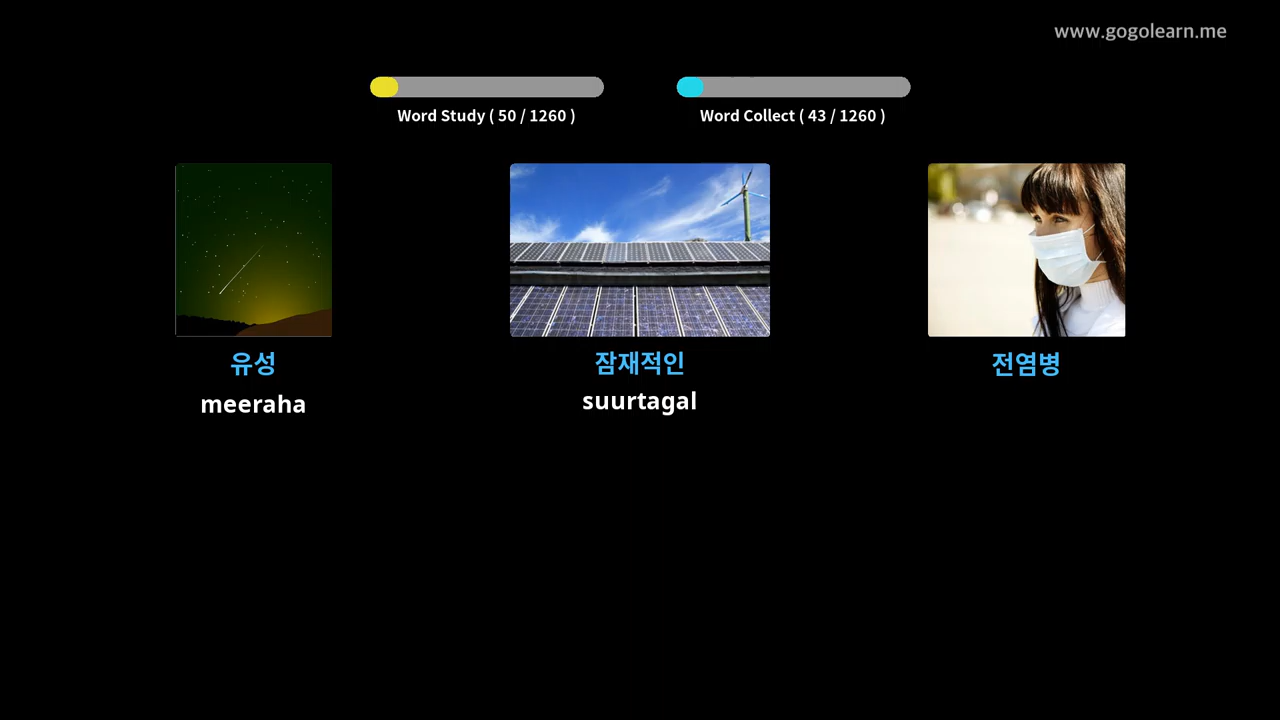 www.gogolearn.me
Word Study ( 50 / 1260 )
Word Collect ( 43 / 1260 )
유성
잠재적인
전염병
meeraha
suurtagal